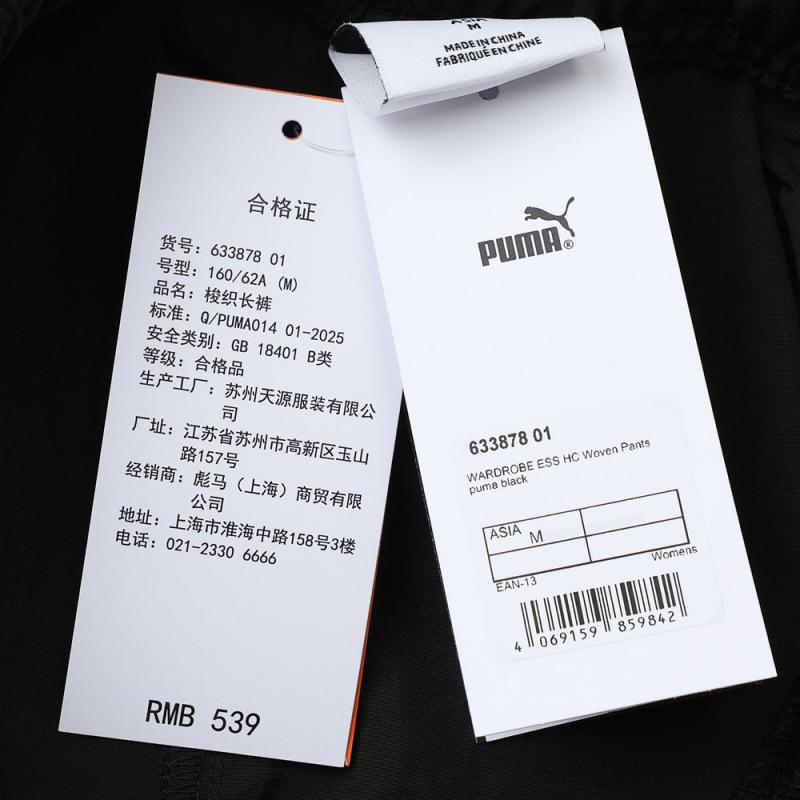 合格证
货号：633878 01
号型：160/62A (M)
品名：梭织长裤
标准：Q/PUMA014 01-2025
安全类别：GB 18401 B类
等级：合格品
生产工厂：苏州天源服装有限公
司
厂址：江苏省苏州市高新区玉山
路157号
经销商：彪马（上海）商贸有限
公司
地址：上海市淮海中路158号3楼
电话：021-2330 6666
RMB 539
ASIA
M
MADE IN CHINA
FABRIQUÉ EN CHINE
PUMA®
633878 01
WARDROBE ESS HC Woven Pants
puma black
ASIA M
Womens
EAN-13
4 069159 859842